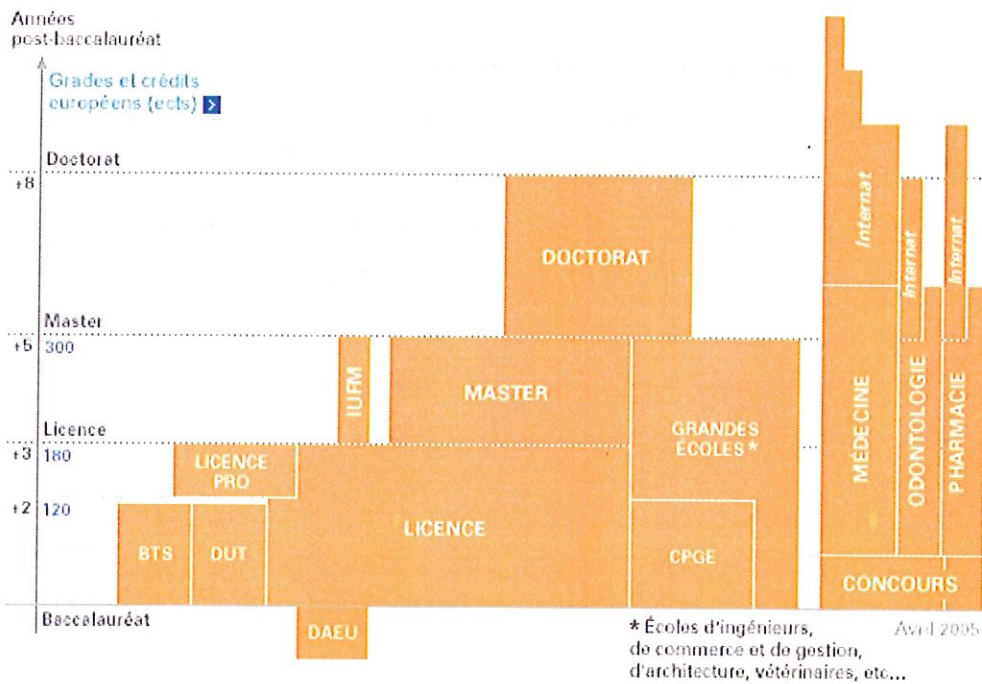 Années
post-baccalauréat
Grades et crédits
européens (ects)
Doctorat
+8
DOCTORAT
Internat
Internat
Internat
Master
+5 300
IUFM
MASTER
GRANDES
ÉCOLES *
MÉDECINE
ODONTOLOGIE
PHARMACIE
Licence
+3 180
LICENCE
PRO
+2 120
LICENCE
BTS
DUT
CPGE
CONCOURS
Baccalauréat
DAEU
* Écoles d'ingénieurs,
de commerce et de gestion,
d'architecture, vétérinaires, etc...
Avril 2005